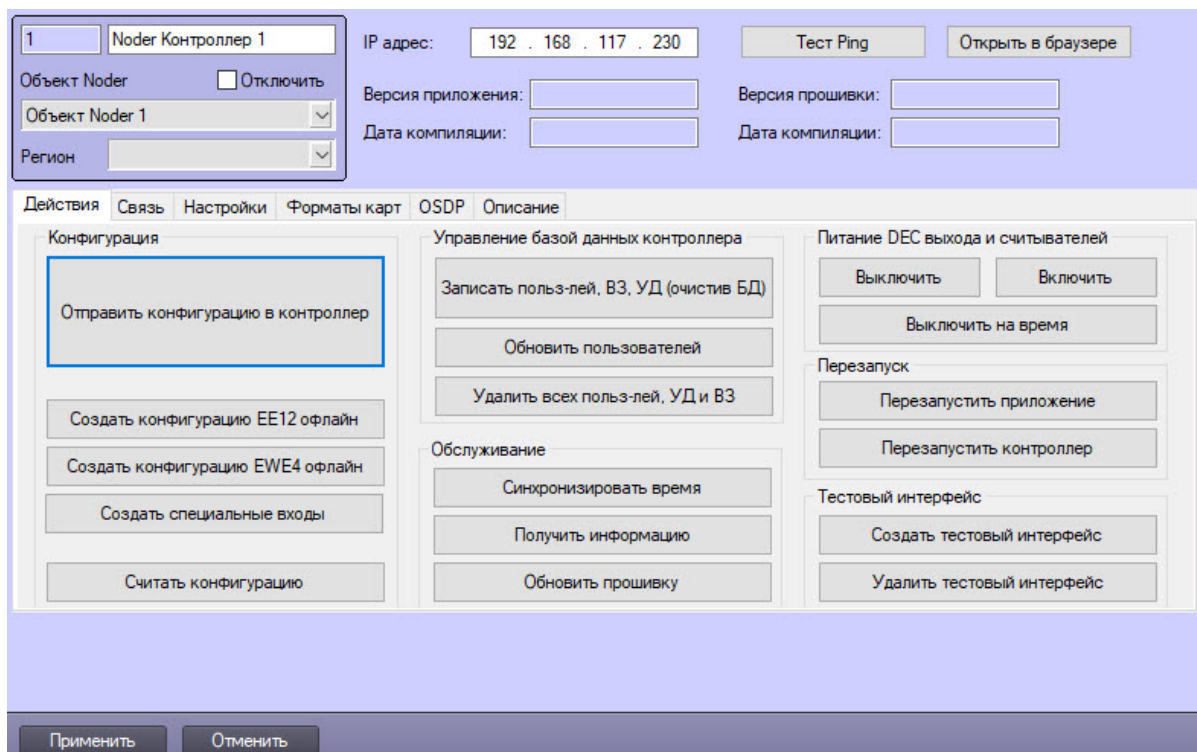 1
Noder Контроллер 1
Объект Noder
Отключить
Объект Noder 1
Регион
IP адрес:
192 . 168 . 117 . 230
Тест Ping
Открыть в браузере
Версия приложения:
Версия прошивки:
Дата компиляции:
Дата компиляции:
Действия
Связь
Настройки
Форматы карт
OSDP
Описание
Конфигурация
Отправить конфигурацию в контроллер
Создать конфигурацию EE12 офлайн
Создать конфигурацию EWE4 офлайн
Создать специальные входы
Считать конфигурацию
Управление базой данных контроллера
Записать польз-лей, ВЗ, УД (очистив БД)
Обновить пользователей
Удалить всех польз-лей, УД и ВЗ
Обслуживание
Синхронизировать время
Получить информацию
Обновить прошивку
Питание DEC выхода и считывателей
Выключить
Включить
Выключить на время
Перезапуск
Перезапустить приложение
Перезапустить контроллер
Тестовый интерфейс
Создать тестовый интерфейс
Удалить тестовый интерфейс
Применить
Отменить